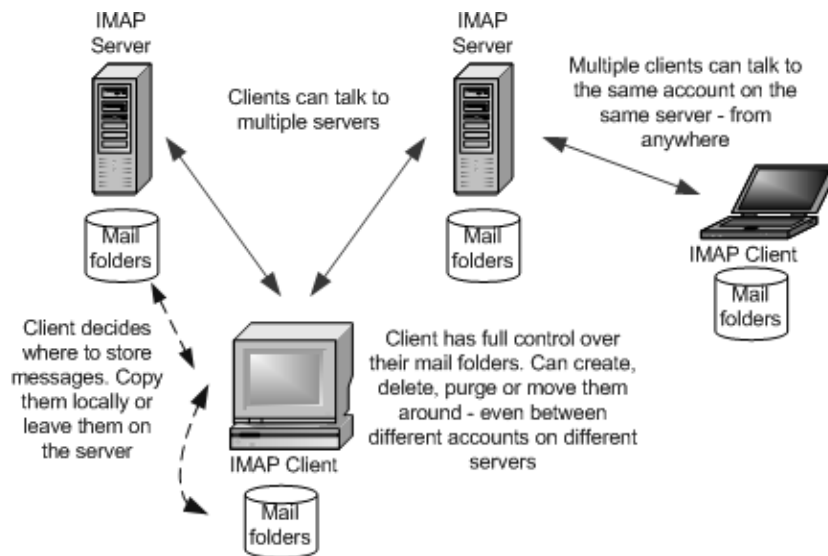 IMAP
Server
IMAP
Server
Clients can talk to
multiple servers
Multiple clients can talk to
the same account on the
same server - from
anywhere
Mail
folders
Mail
folders
IMAP Client
Mail
folders
Client decides
where to store
messages. Copy
them locally or
leave them on
the server
Client has full control over
their mail folders. Can create,
delete, purge or move them
around - even between
different accounts on different
servers
IMAP Client
Mail
folders